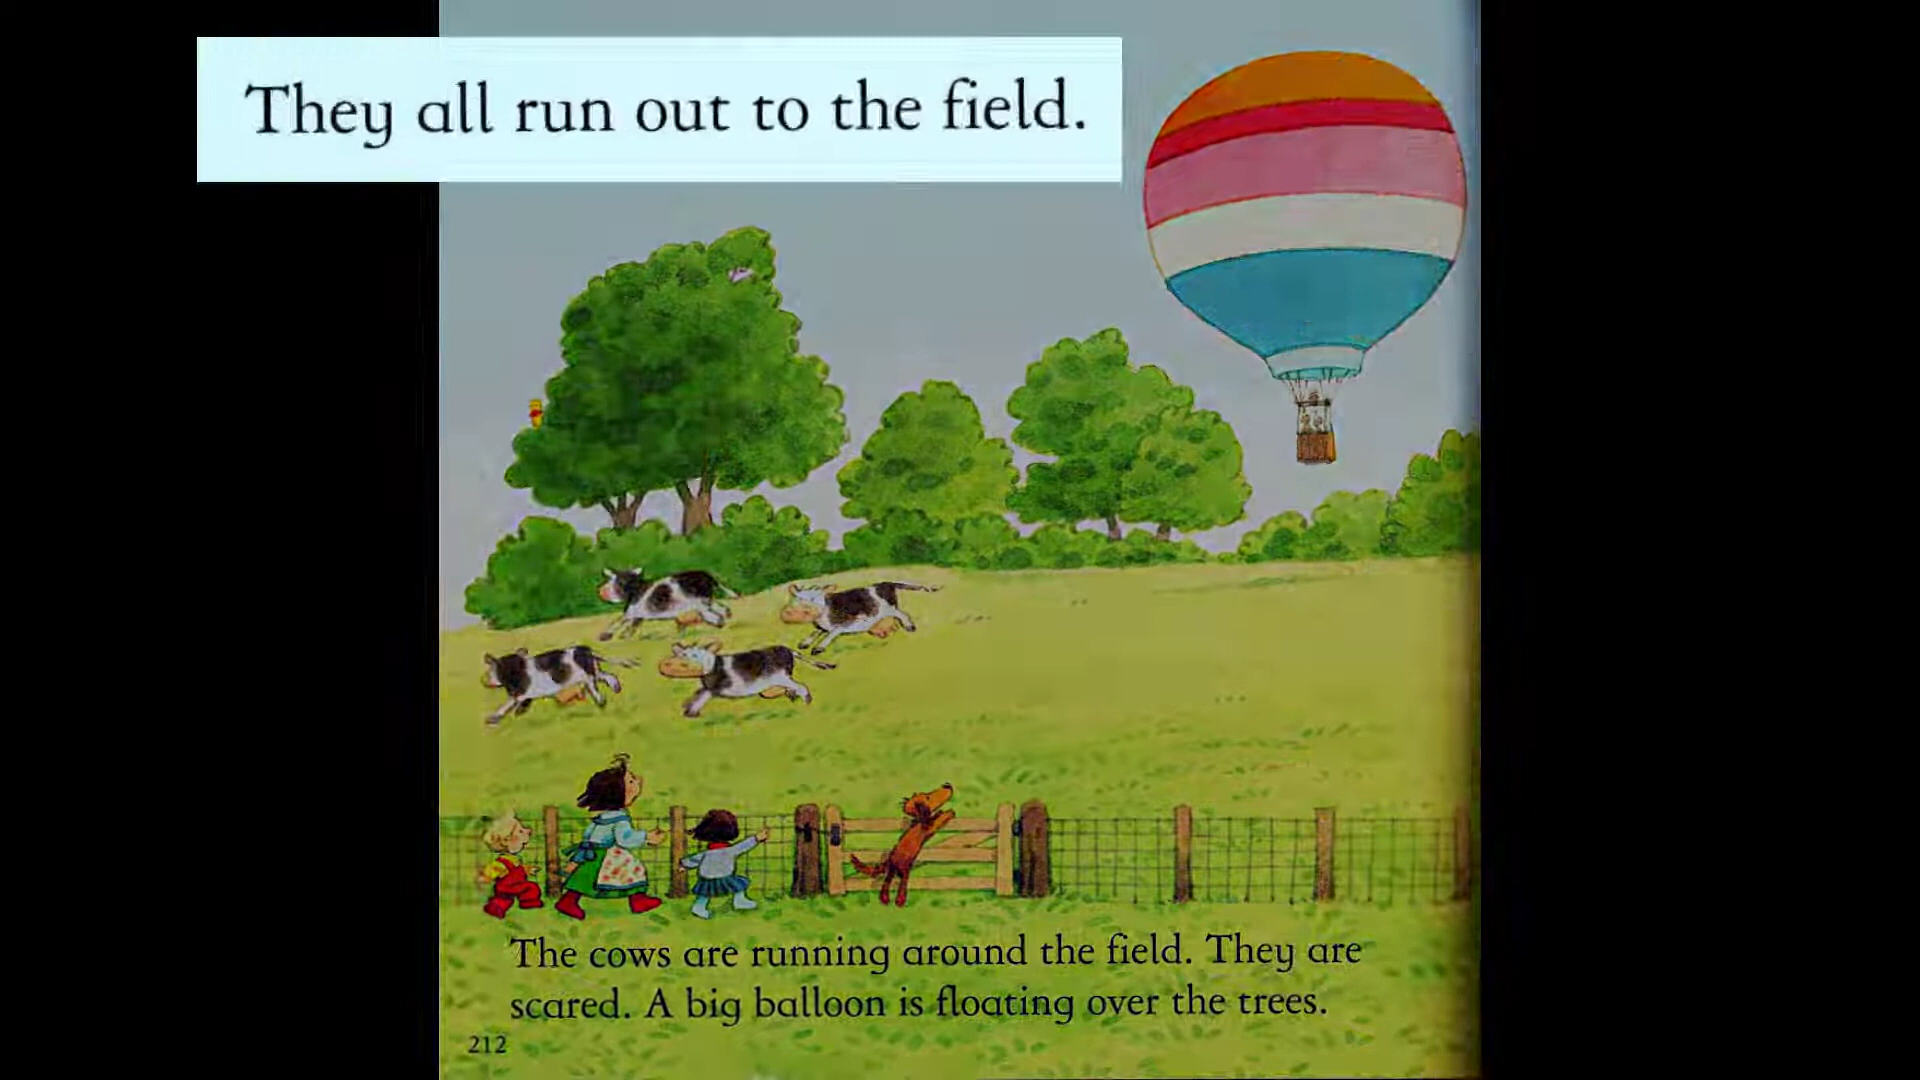 They all run out to the field.
The cows are running around the field. They are
scared. A big balloon is floating over the trees.
212